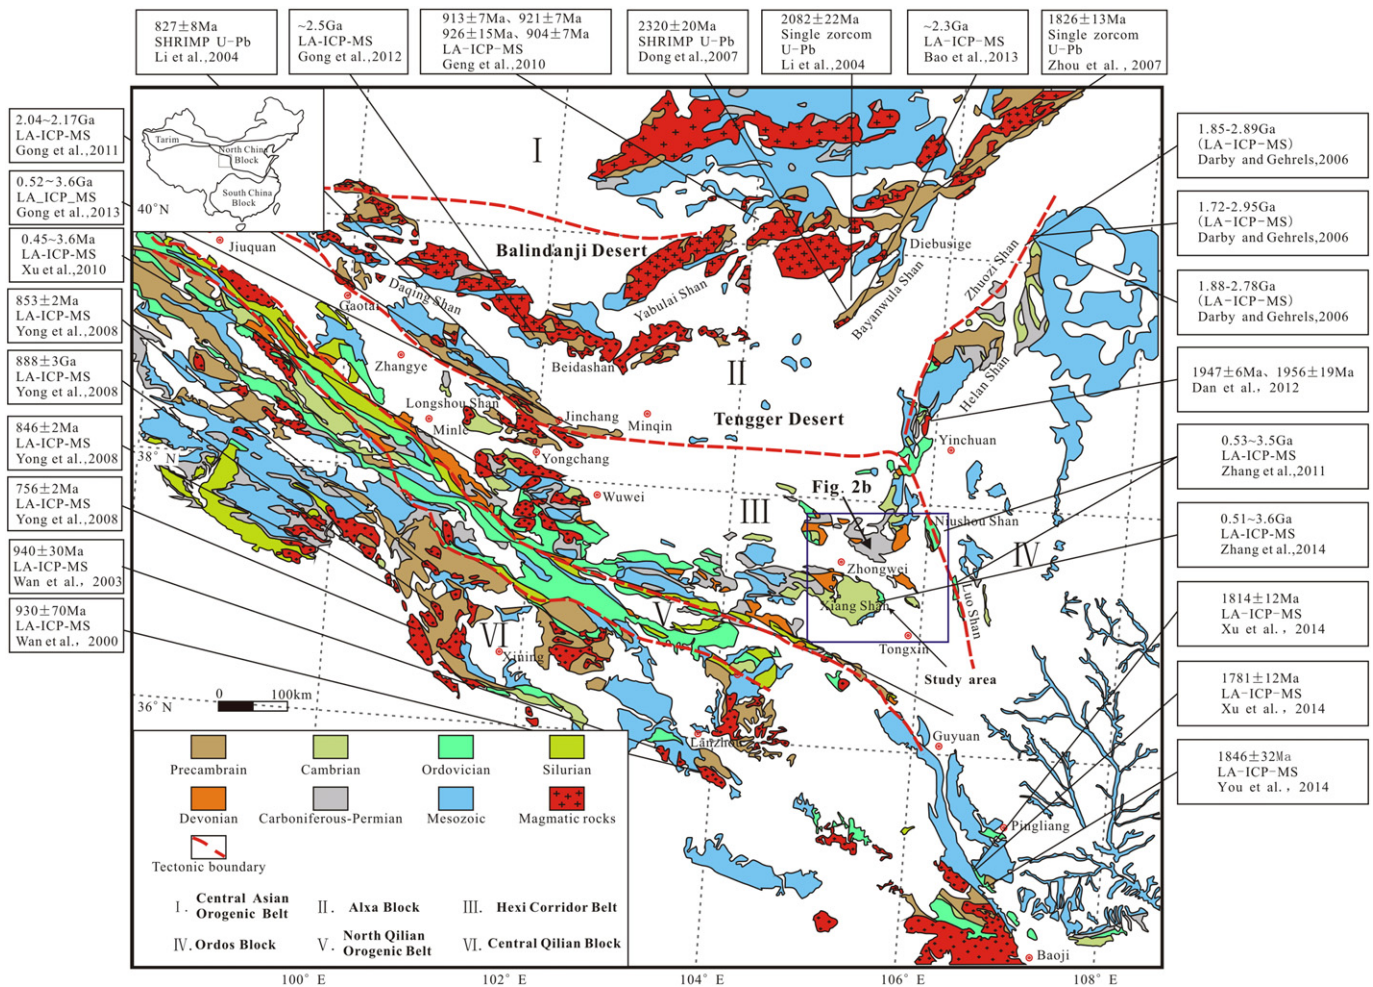 827±8Ma
SHRIMP U-Pb
Li et al.,2004
~2.5Ga
LA-ICP-MS
Gong et al.,2012
913±7Ma、921±7Ma
926±15Ma、904±7Ma
LA-ICP-MS
Geng et al.,2010
2320±20Ma
SHRIMP U-Pb
Dong et al.,2007
2082±22Ma
Single zorcom
U-Pb
Li et al.,2004
~2.3Ga
LA-ICP-MS
Bao et al.,2013
1826±13Ma
Single zorcom
U-Pb
Zhou et al.,2007
2.04~2.17Ga
LA-ICP-MS
Gong et al.,2011
0.52~3.6Ga
LA_ICP_MS
Gong et al.,2013
0.45~3.6Ma
LA-ICP-MS
Xu et al.,2010
853±2Ma
LA-ICP-MS
Yong et al.,2008
888±3Ga
LA-ICP-MS
Yong et al.,2008
846±2Ma
LA-ICP-MS
Yong et al.,2008
756±2Ma
LA-ICP-MS
Yong et al.,2008
940±30Ma
LA-ICP-MS
Wan et al., 2003
930±70Ma
LA-ICP-MS
Wan et al., 2000
1.85-2.89Ga
(LA-ICP-MS)
Darby and Gehrels,2006
1.72-2.95Ga
(LA-ICP-MS)
Darby and Gehrels,2006
1.88-2.78Ga
(LA-ICP-MS)
Darby and Gehrels,2006
1947±6Ma、1956±19Ma
Dan et al., 2012
0.53~3.5Ga
LA-ICP-MS
Zhang et al.,2011
0.51~3.6Ga
LA-ICP-MS
Zhang et al.,2014
1814±12Ma
LA-ICP-MS
Xu et al., 2014
1781±12Ma
LA-ICP-MS
Xu et al., 2014
1846±32Ma
LA-ICP-MS
You et al., 2014
Tarim
North China
Block
South China
Block
40°N
38° N
36° N
I
II
III
IV
V
VI
Jiuquan
Balindanji Desert
Diebusige
Zhuozi Shan
Gaotai
Daqing Shan
Yabulai Shan
Bayanwula Shan
Zhangye
Beidashan
Helan Shan
Longshou Shan
Minle
Jinchang
Minqin
Tengger Desert
Yinchuan
Yongchang
Wuwei
Fig. 2b
Niushou Shan
Zhongwei
Xiang Shan
Luo Shan
Tongxin
Study area
Xining
Lanzhou
Guyuan
Pingliang
Baoji
0
100km
Precambrain
Cambrian
Ordovician
Silurian
Devonian
Carboniferous-Permian
Mesozoic
Magmatic rocks
Tectonic boundary
I. Central Asian
Orogenic Belt
II. Alxa Block
III. Hexi Corridor Belt
IV. Ordos Block
V. North Qilian
Orogenic Belt
VI. Central Qilian Block
100° E
102° E
104° E
106° E
108° E